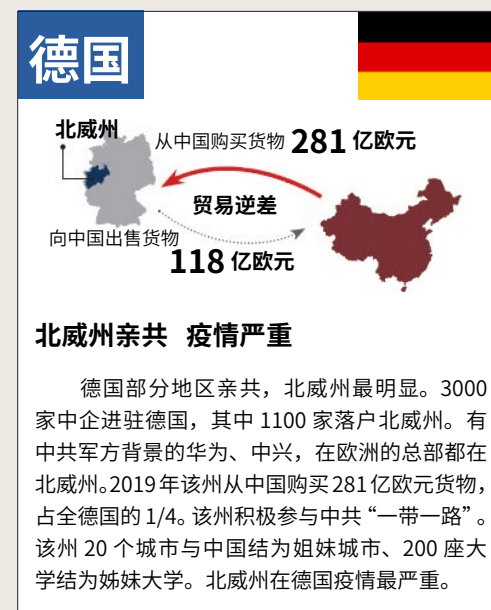 德国
北威州
从中国购买货物 281 亿欧元
贸易逆差
向中国出售货物
118 亿欧元
北威州亲共 疫情严重
德国部分地区亲共，北威州最明显。3000
家中企进驻德国，其中 1100 家落户北威州。有
中共军方背景的华为、中兴，在欧洲的总部都在
北威州。2019 年该州从中国购买 281 亿欧元货物，
占全德国的 1/4。该州积极参与中共 “一带一路” 。
该州 20 个城市与中国结为姐妹城市、200 座大
学结为姊妹大学。北威州在德国疫情最严重。